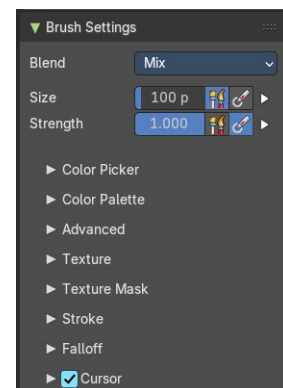 Brush Settings
Blend Mix
Size 100 p
Strength 1.000
Color Picker
Color Palette
Advanced
Texture
Texture Mask
Stroke
Falloff
Cursor